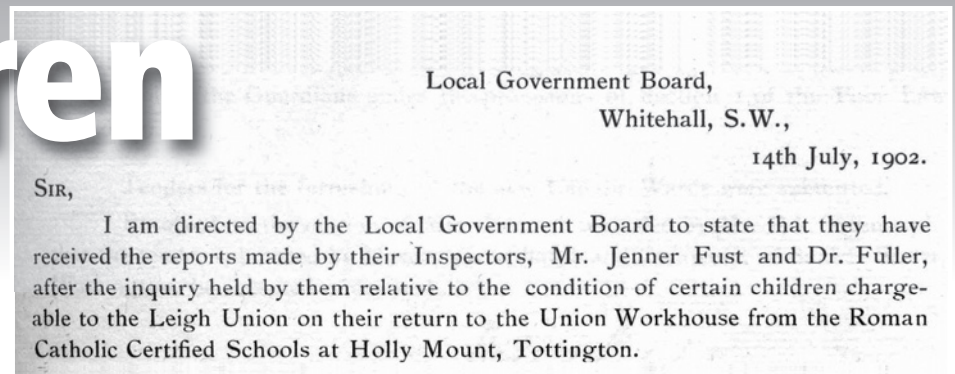 ren
Local Government Board,
Whitehall, S.W.,
14th July, 1902.
SIR,
I am directed by the Local Government Board to state that they have
received the reports made by their Inspectors, Mr. Jenner Fust and Dr. Fuller,
after the inquiry held by them relative to the condition of certain children charge-
able to the Leigh Union on their return to the Union Workhouse from the Roman
Catholic Certified Schools at Holly Mount, Tottington.